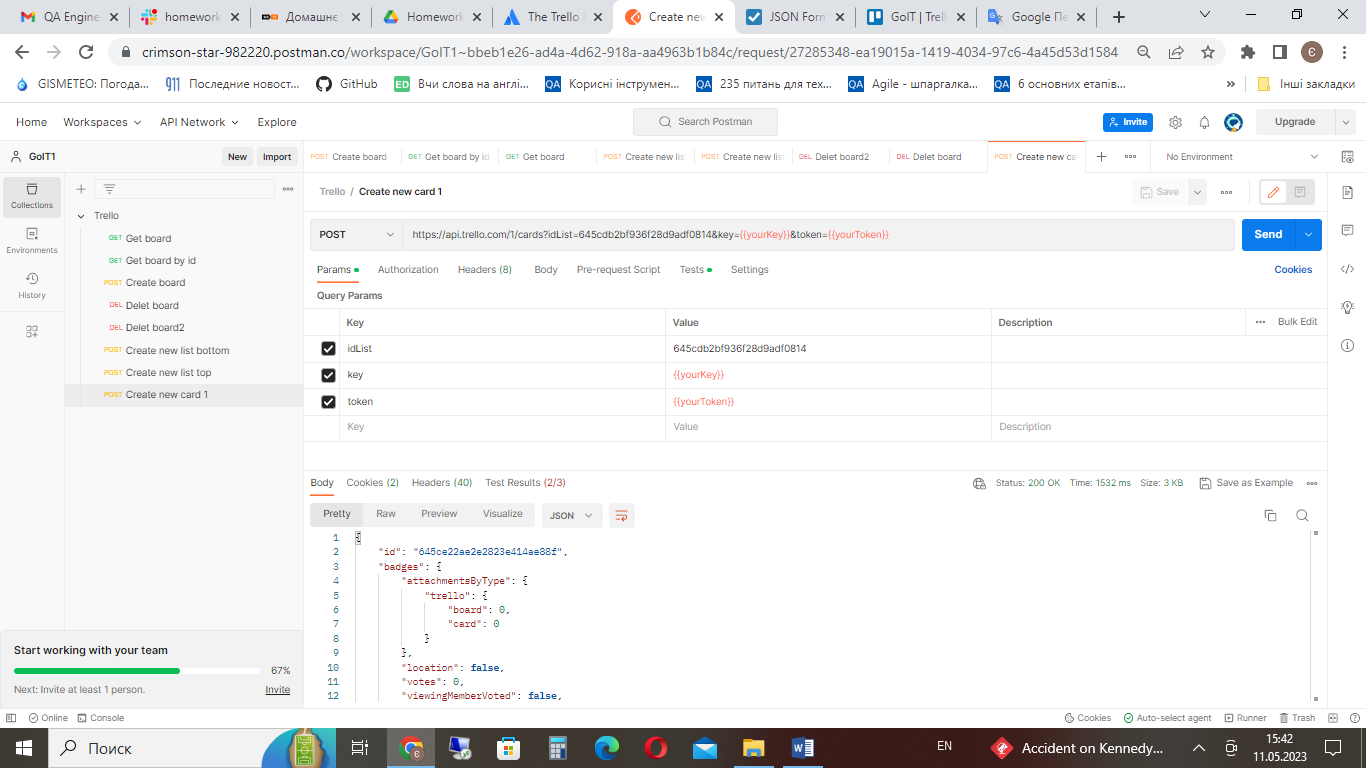 QA Engine
homework
Домашнє
Homework
The Trello
Create new
JSON Form
GoIT | Trell
Google Пе
crimson-star-982220.postman.co/workspace/GoIT1~bbeb1e26-ad4a-4d62-918a-aa4963b1b84c/request/27285348-ea19015a-1419-4034-97c6-4a45d53d1584
GISMETEO: Погода...
Последние новост...
GitHub
Вчи слова на англі...
Корисні інструмен...
235 питань для тех...
Agile - шпаргалка...
6 основних етапів...
»
Інші закладки
Home Workspaces API Network Explore
Search Postman
Invite
Upgrade
GoIT1
New Import
POST Create board
GET Get board by id
GET Get board
POST Create new lis
POST Create new lis
DEL Delet board2
DEL Delet board
POST Create new ca
No Environment
Collections
Environments
History
Trello
GET Get board
GET Get board by id
POST Create board
DEL Delet board
DEL Delet board2
POST Create new list bottom
POST Create new list top
POST Create new card 1
Trello / Create new card 1
Save
POST
https://api.trello.com/1/cards?idList=645cdb2bf936f28d9adf0814&key={{yourKey}}&token={{yourToken}}
Send
Params Authorization Headers (8) Body Pre-request Script Tests Settings
Cookies
Query Params
Key Value Description
Bulk Edit
idList 645cdb2bf936f28d9adf0814
key {{yourKey}}
token {{yourToken}}
Key Value Description
Body Cookies (2) Headers (40) Test Results (2/3)
Status: 200 OK Time: 1532 ms Size: 3 KB
Save as Example
Pretty Raw Preview Visualize JSON
1 {
2 "id": "645ce22ae2e2823e414ae88f",
3 "badges": {
4 "attachmentsByType": {
5 "trello": {
6 "board": 0,
7 "card": 0
8 }
9 },
10 "location": false,
11 "votes": 0,
12 "viewingMemberVoted": false,
Start working with your team
67%
Next: Invite at least 1 person. Invite
Online Console
Cookies Auto-select agent Runner Trash
Поиск
EN
Accident on Kennedy...
15:42
11.05.2023